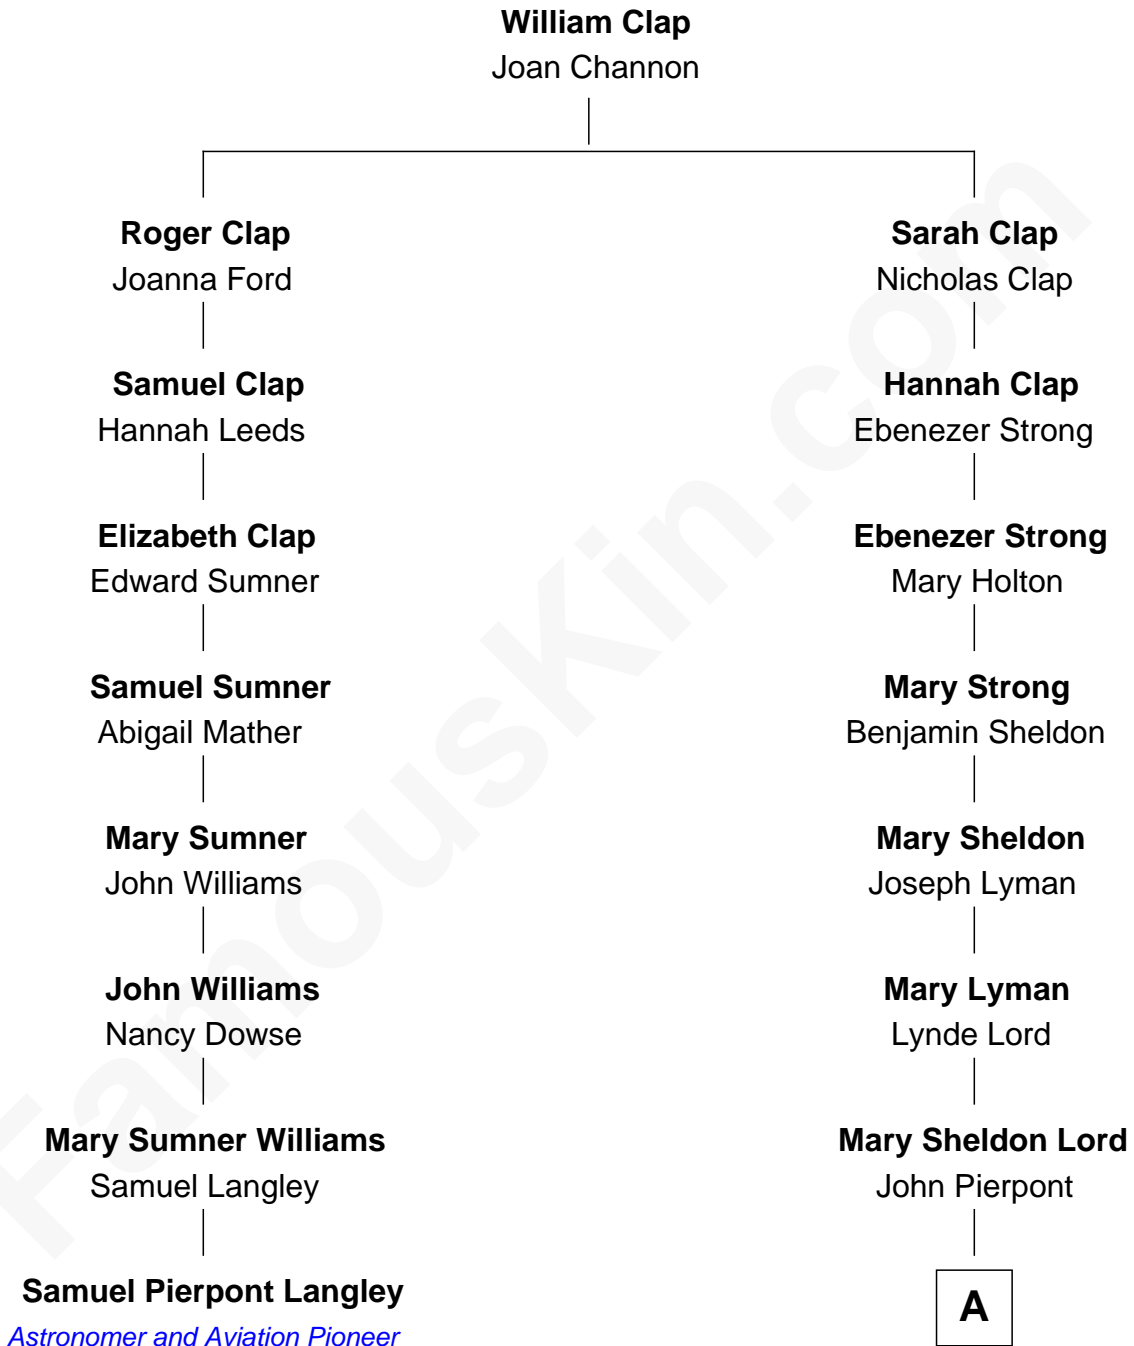 William Clap
Joan Channon
Roger Clap
Joanna Ford
Samuel Clap
Hannah Leeds
Elizabeth Clap
Edward Sumner
Samuel Sumner
Abigail Mather
Mary Sumner
John Williams
John Williams
Nancy Dowse
Mary Sumner Williams
Samuel Langley
Samuel Pierpont Langley
Astronomer and Aviation Pioneer
Sarah Clap
Nicholas Clap
Hannah Clap
Ebenezer Strong
Ebenezer Strong
Mary Holton
Mary Strong
Benjamin Sheldon
Mary Sheldon
Joseph Lyman
Mary Lyman
Lynde Lord
Mary Sheldon Lord
John Pierpont
A
FamousKin.com